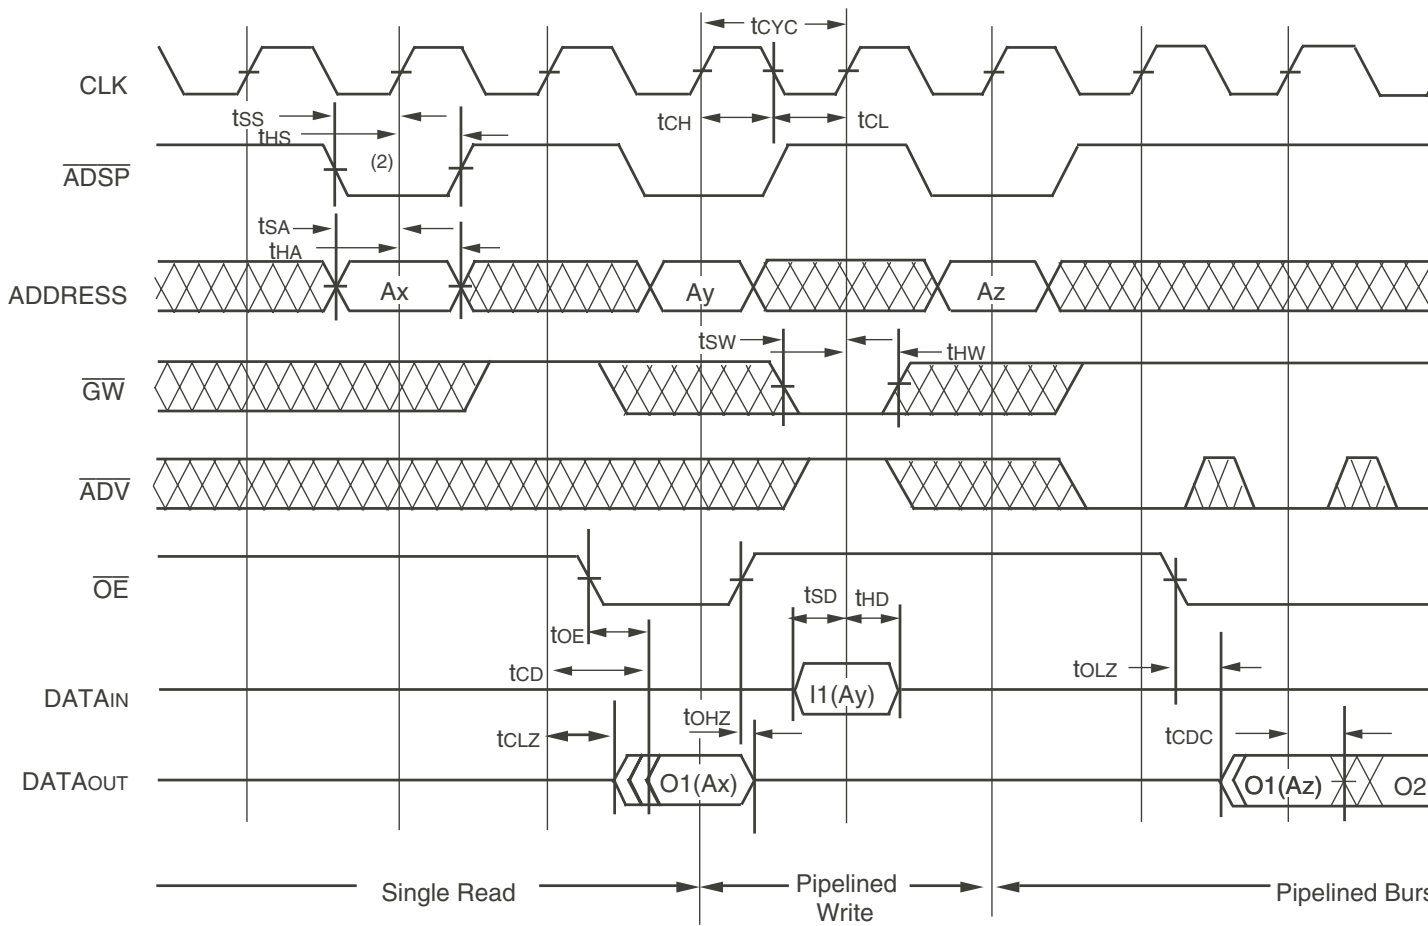 tCYC
CLK
tSS
tCH
tCL
tHS
(2)
ADSP
tSA
tHA
ADDRESS
Ax
Ay
Az
tSW
tHW
GW
ADV
OE
tSD
tHD
tOE
tCD
tOLZ
DATAIN
I1(Ay)
tOHZ
tCLZ
tCDC
DATAOUT
O1(Ax)
O1(Az)
O2
Single Read
Pipelined
Write
Pipelined Burs